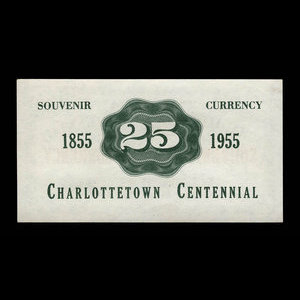 SOUVENIR CURRENCY
1855 25 1955
CHARLOTTETOWN CENTENNIAL